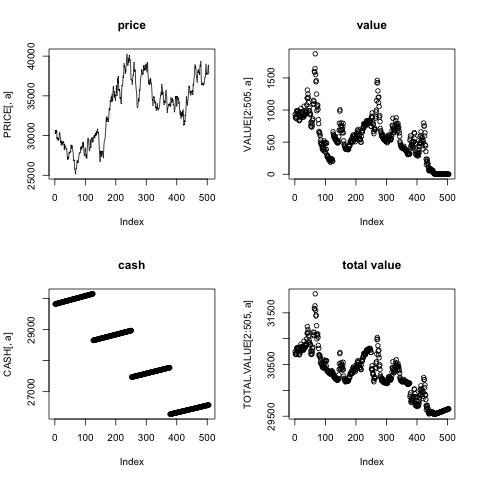 price
PRICE[, a]
25000 30000 35000 40000
0 100 200 300 400 500
Index
value
VALUE[2:505, a]
0 500 1000 1500
0 100 200 300 400 500
Index
cash
CASH[, a]
27000 29000
0 100 200 300 400 500
Index
total value
TOTAL.VALUE[2:505, a]
29500 30500 31500
0 100 200 300 400 500
Index